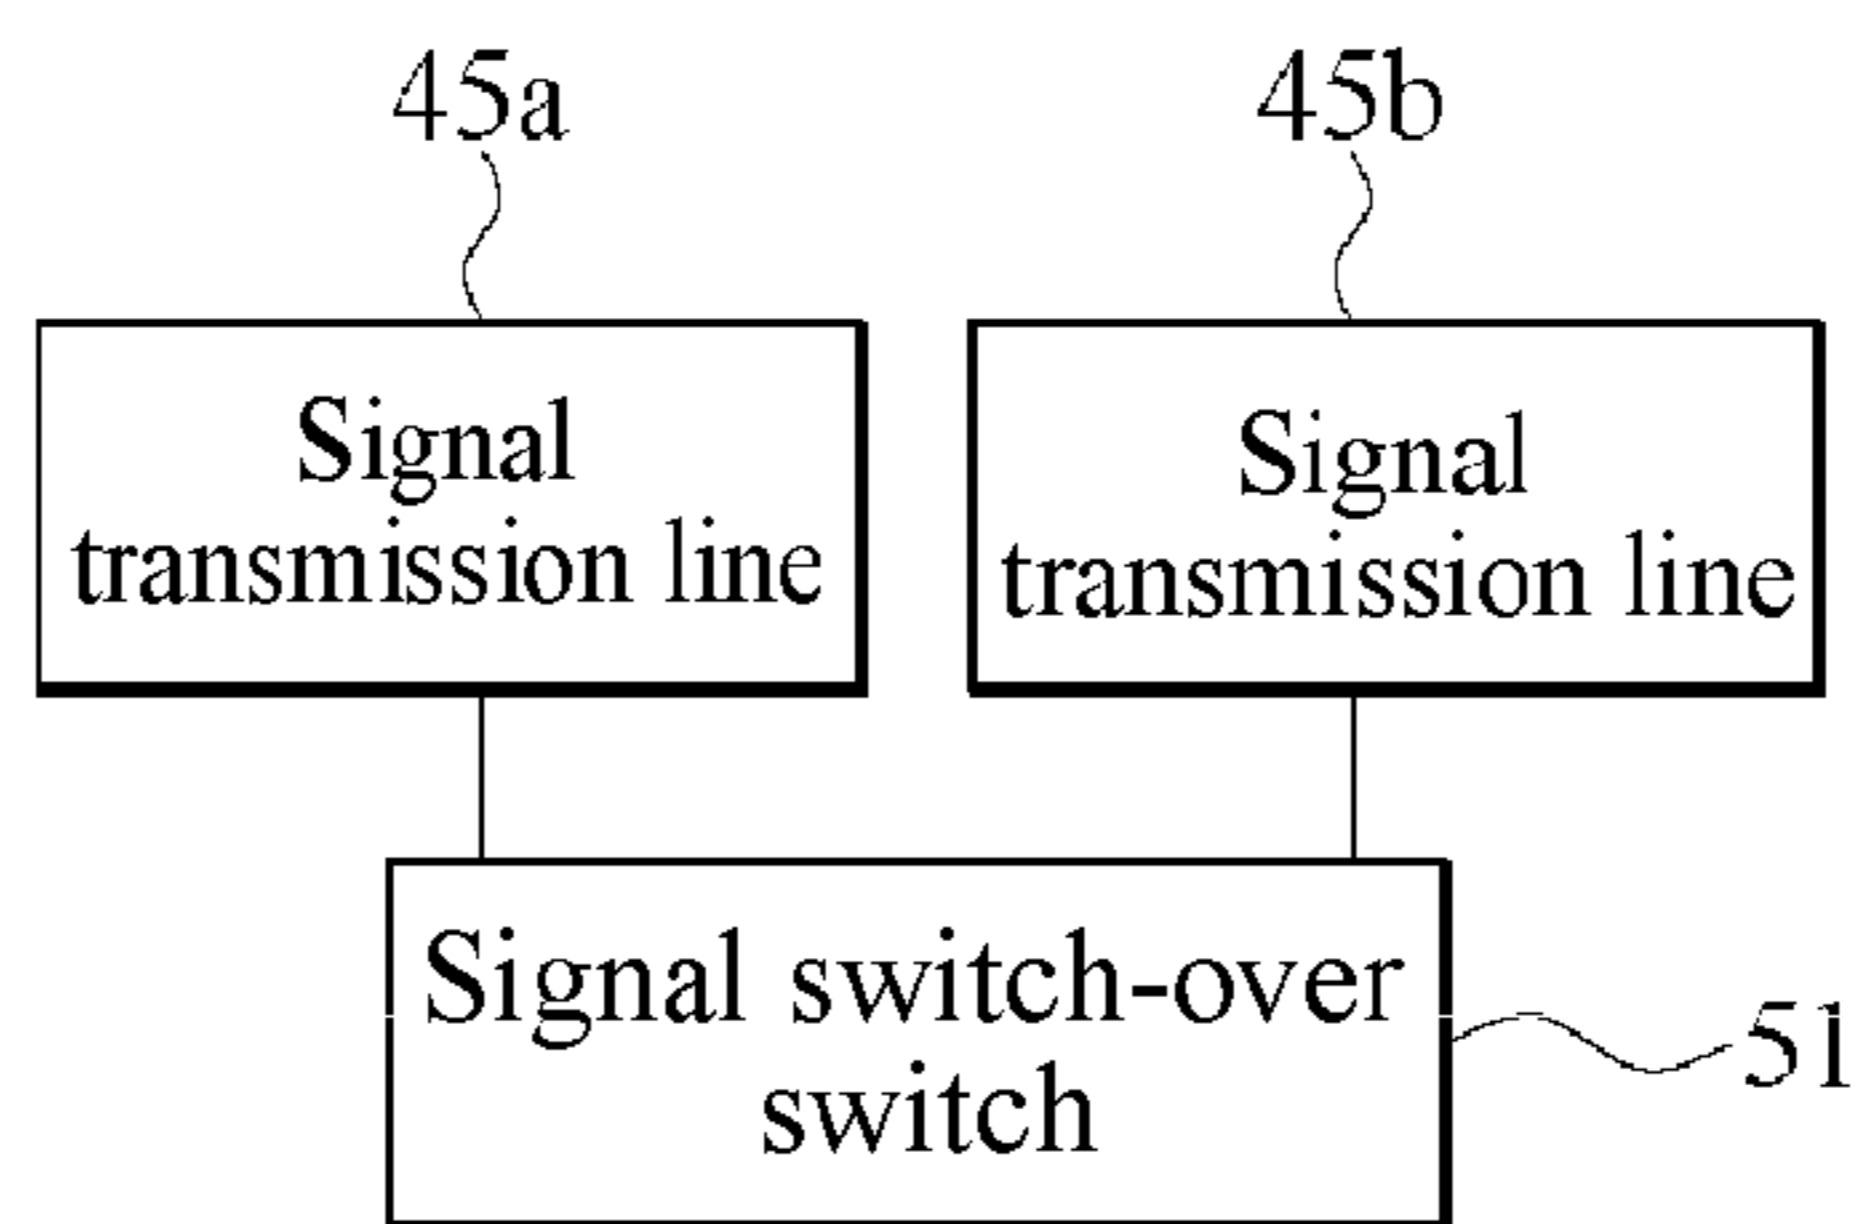 45a
45b
Signal
transmission line
Signal
transmission line
Signal switch-over
switch
51